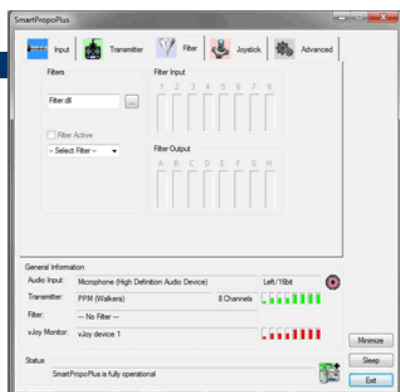 SmartPropoPlus
Input Transmitter Filter Joystick Advanced
Filters
Filter.dll
...
Filter Active
-- Select Filter --
Filter Input
1 2 3 4 5 6 7 8
Filter Output
A B C D E F G H
General Information
Audio Input: Microphone (High Definition Audio Device) Left/16bit
Transmitter: PPM (Walkera) 8 Channels
Filter: -- No Filter --
vJoy Monitor: vJoy device 1
Minimize
Status
SmartPropoPlus is fully operational
Sleep
Exit